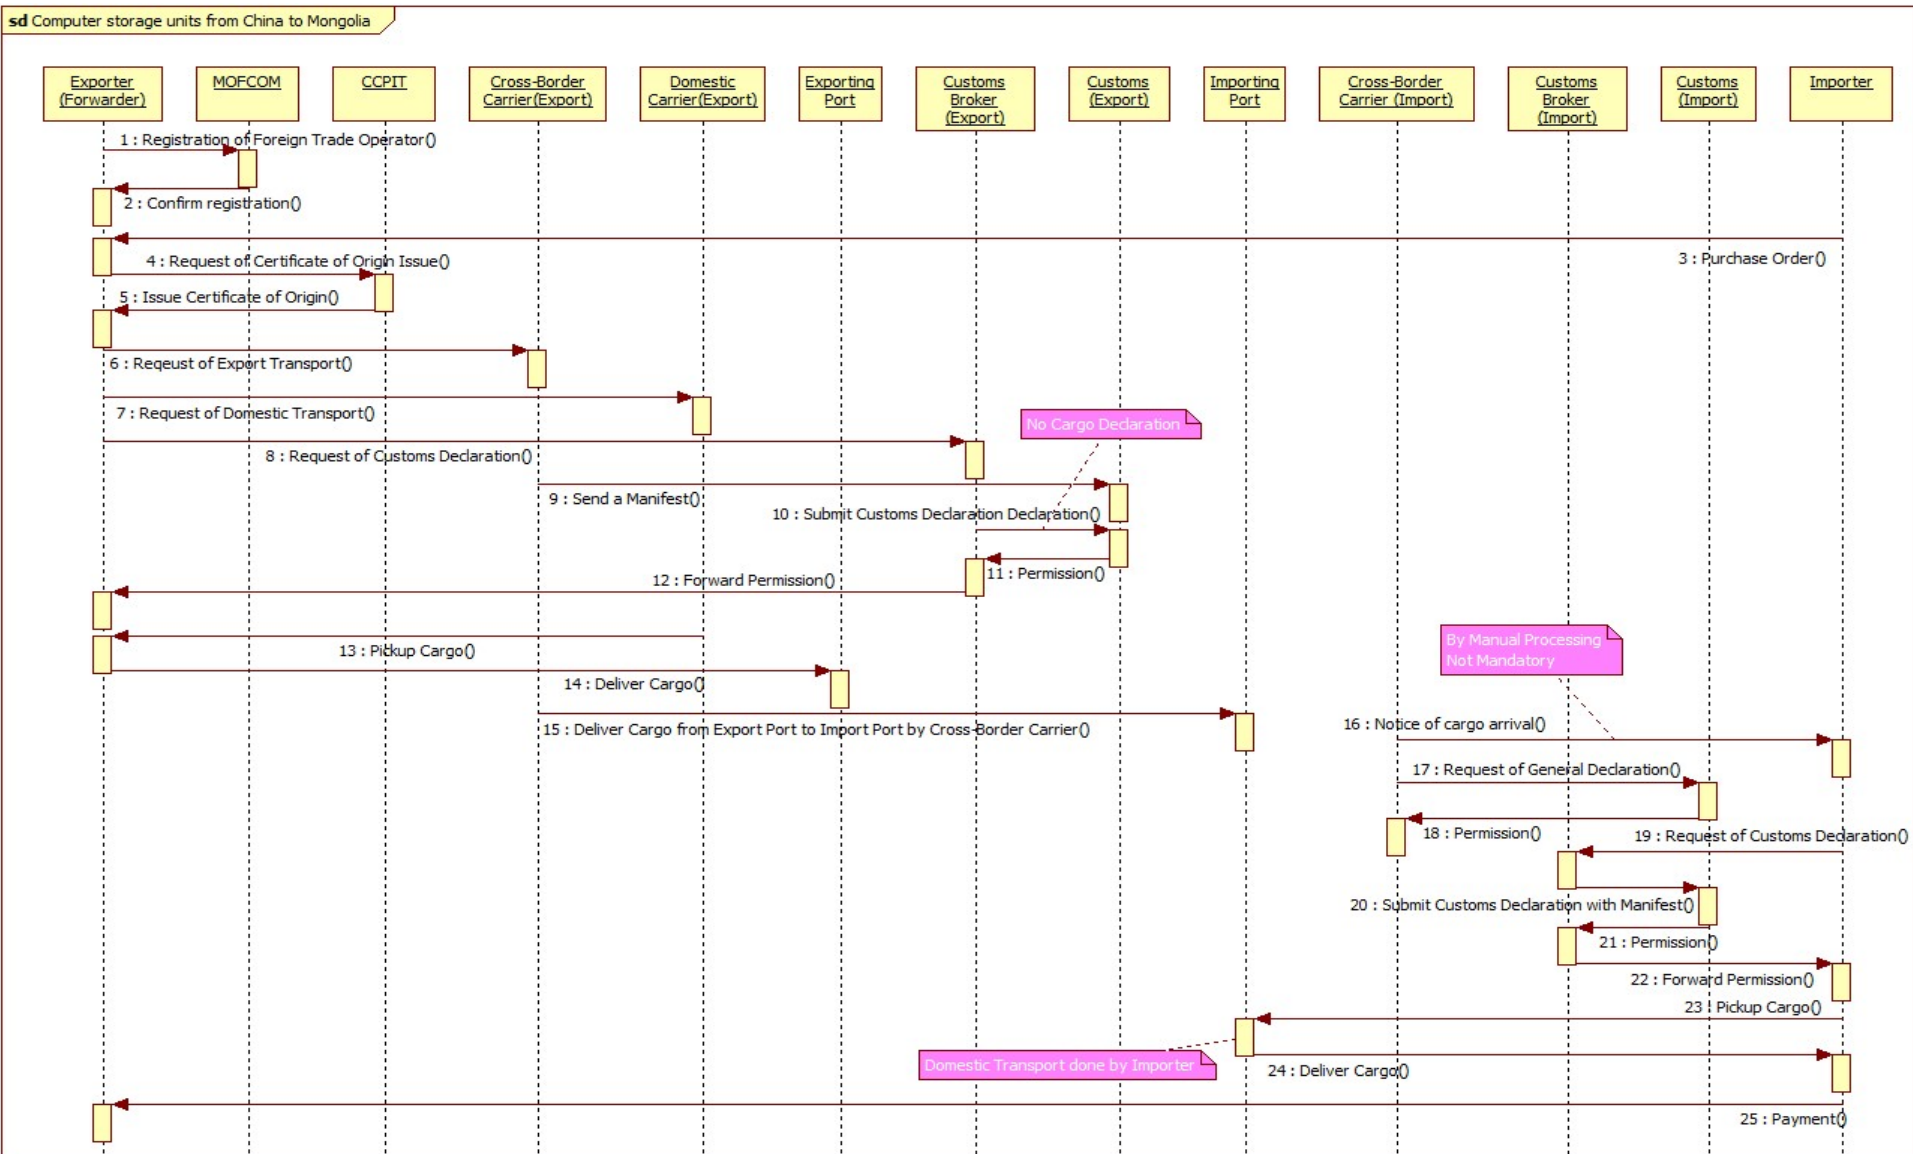 sd Computer storage units from China to Mongolia
Exporter
(Forwarder)
MOFCOM
CCPIT
Cross-Border
Carrier(Export)
Domestic
Carrier(Export)
Exporting
Port
Customs
Broker
(Export)
Customs
(Export)
Importing
Port
Cross-Border
Carrier (Import)
Customs
Broker
(Import)
Customs
(Import)
Importer
1 : Registration of Foreign Trade Operator()
2 : Confirm registration()
3 : Purchase Order()
4 : Request of Certificate of Origin Issue()
5 : Issue Certificate of Origin()
6 : Reqeust of Export Transport()
7 : Request of Domestic Transport()
No Cargo Declaration
8 : Request of Customs Declaration()
9 : Send a Manifest()
10 : Submit Customs Declaration Declaration()
11 : Permission()
12 : Forward Permission()
13 : Pickup Cargo()
By Manual Processing
Not Mandatory
14 : Deliver Cargo()
15 : Deliver Cargo from Export Port to Import Port by Cross-Border Carrier()
16 : Notice of cargo arrival()
17 : Request of General Declaration()
18 : Permission()
19 : Request of Customs Declaration()
20 : Submit Customs Declaration with Manifest()
21 : Permission()
22 : Forward Permission()
23 : Pickup Cargo()
Domestic Transport done by Importer
24 : Deliver Cargo()
25 : Payment()